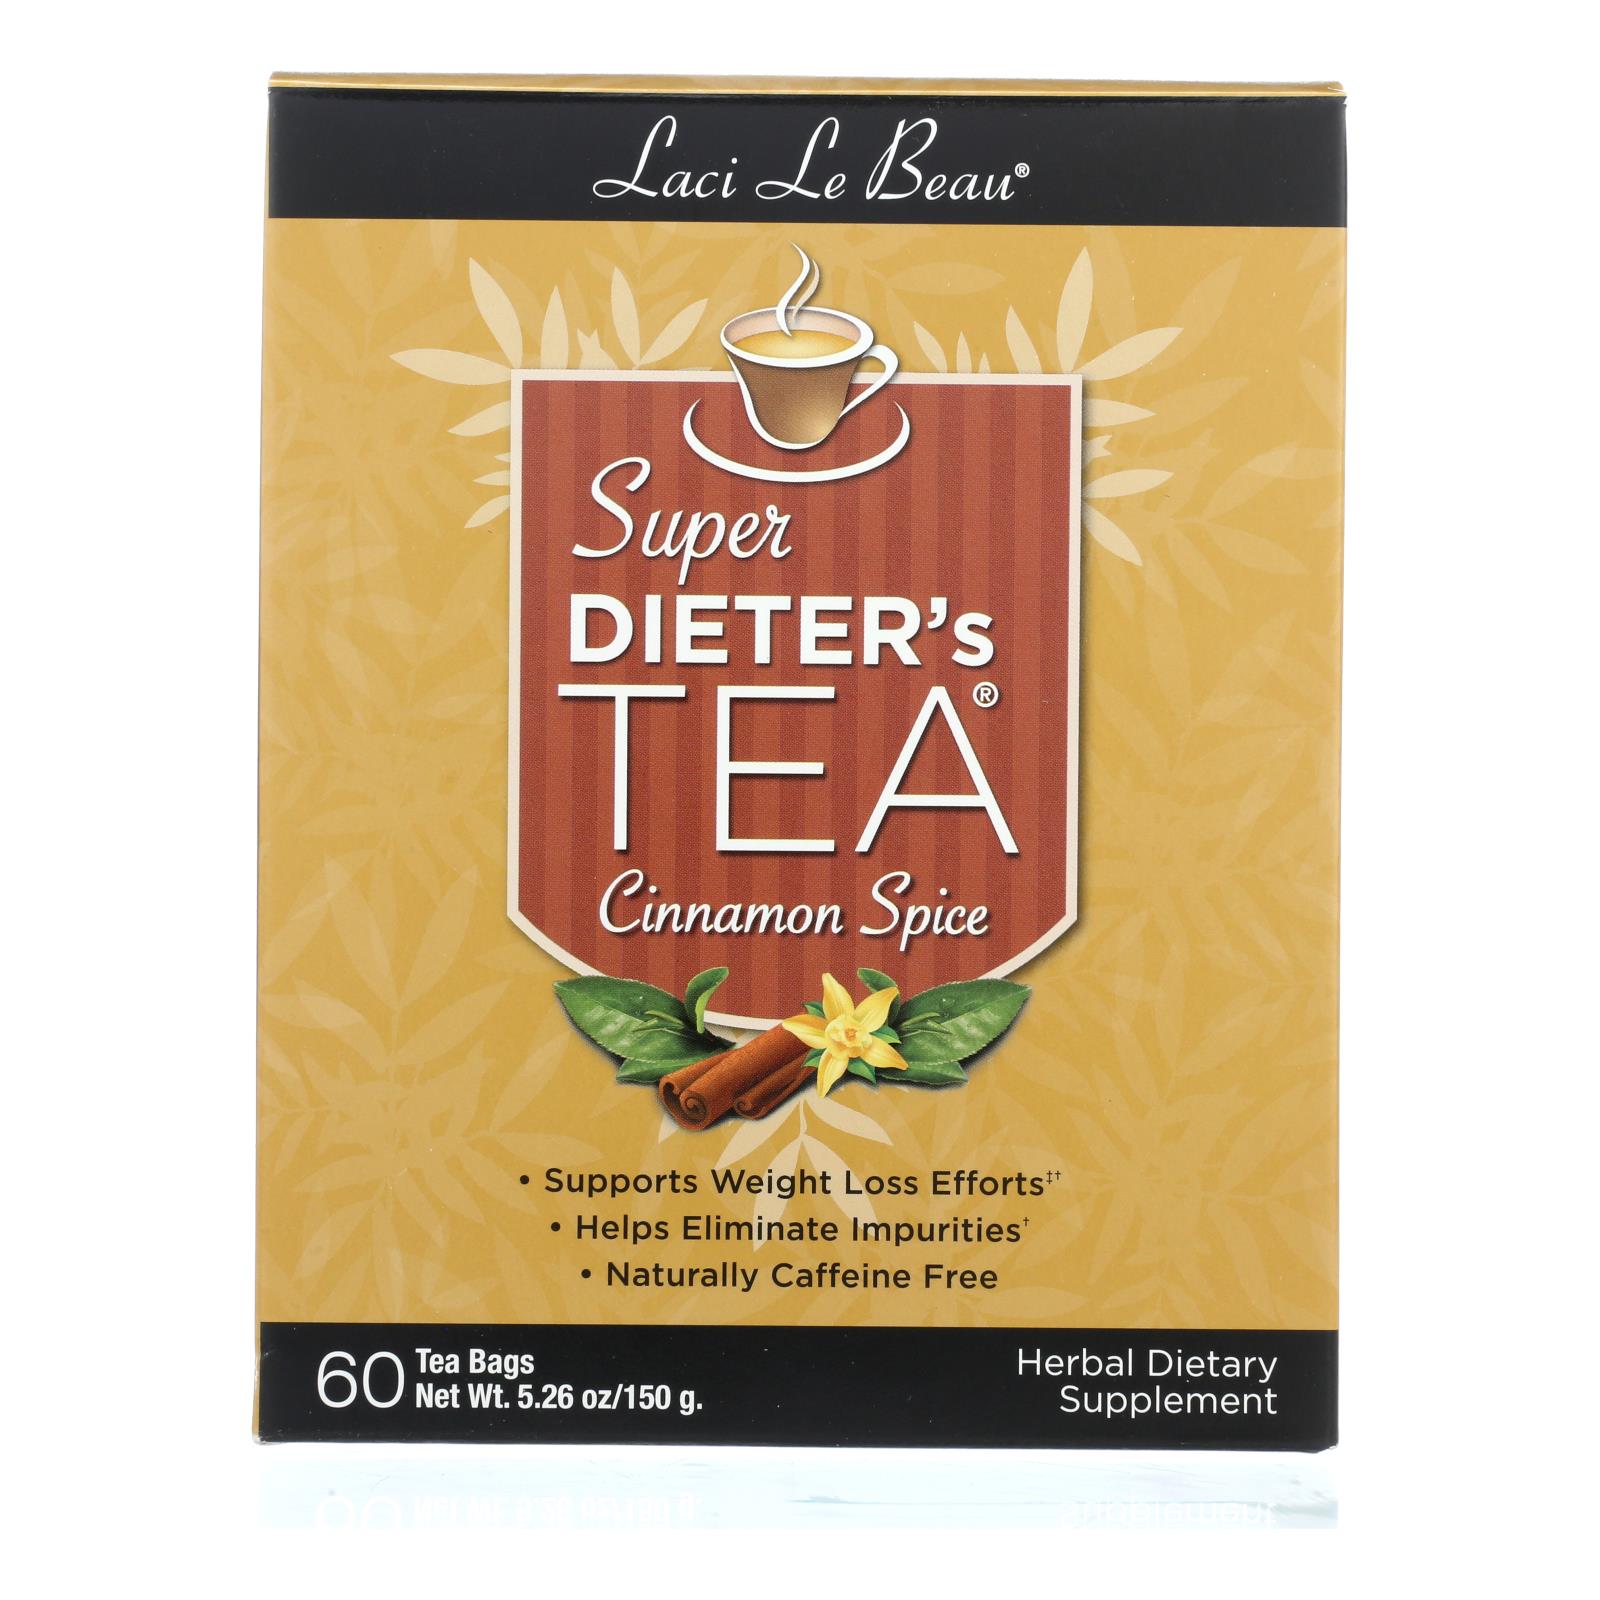 Laci Le Beau®
Super
DIETER's
TEA®
Cinnamon Spice
• Supports Weight Loss Efforts‡†
• Helps Eliminate Impurities†
• Naturally Caffeine Free
60 Tea Bags
Net Wt. 5.26 oz/150 g.
Herbal Dietary
Supplement